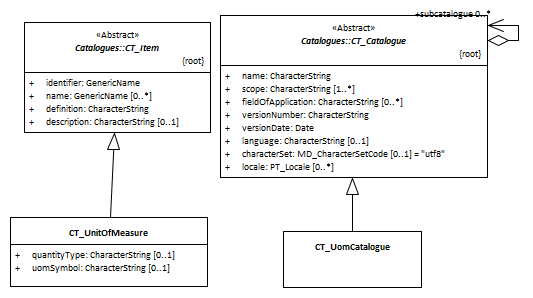 «Abstract»
Catalogues::CT_Item
{root}
+ identifier: GenericName
+ name: GenericName [0..*]
+ definition: CharacterString
+ description: CharacterString [0..1]
+subcatalogue 0..*
«Abstract»
Catalogues::CT_Catalogue
{root}
+ name: CharacterString
+ scope: CharacterString [1..*]
+ fieldOfApplication: CharacterString [0..*]
+ versionNumber: CharacterString
+ versionDate: Date
+ language: CharacterString [0..1]
+ characterSet: MD_CharacterSetCode [0..1] = "utf8"
+ locale: PT_Locale [0..*]
CT_UnitOfMeasure
+ quantityType: CharacterString [0..1]
+ uomSymbol: CharacterString [0..1]
CT_UomCatalogue